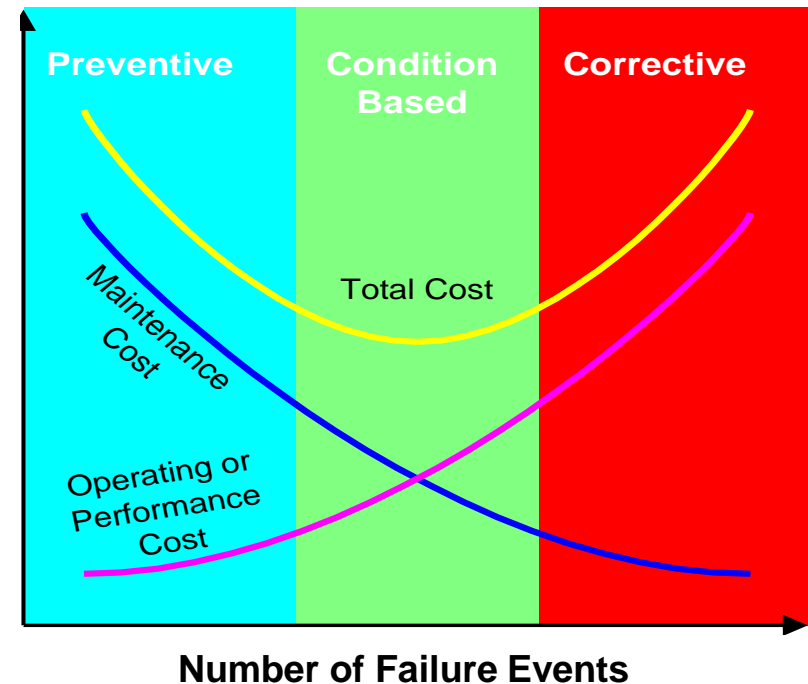 Preventive
Condition
Based
Corrective
Total Cost
Maintenance
Cost
Operating or
Performance
Cost
Number of Failure Events